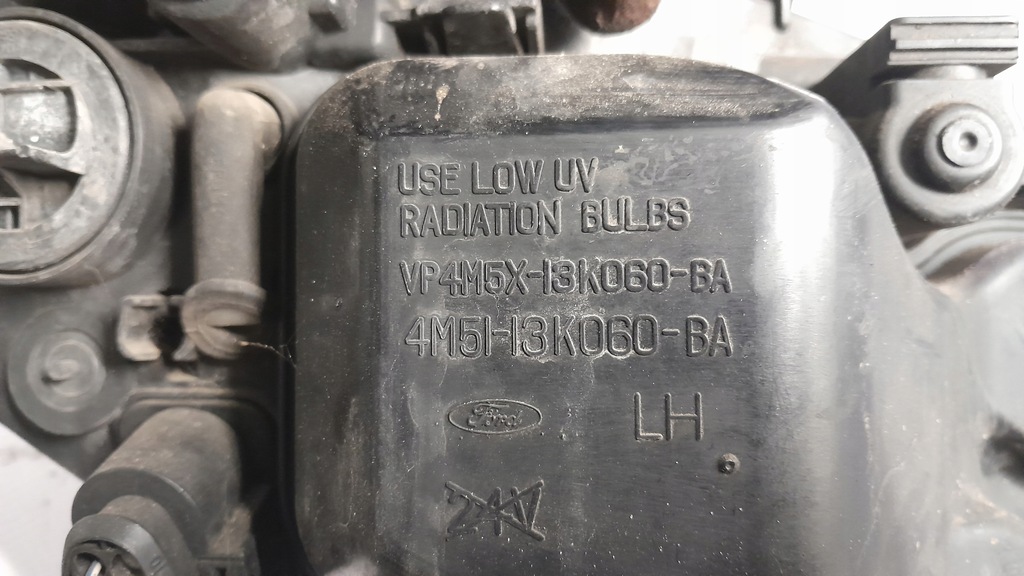 USE LOW UV
RADIATION BULBS
VP4M5X-13K060-BA
4M51-13K060-BA
Ford
LH